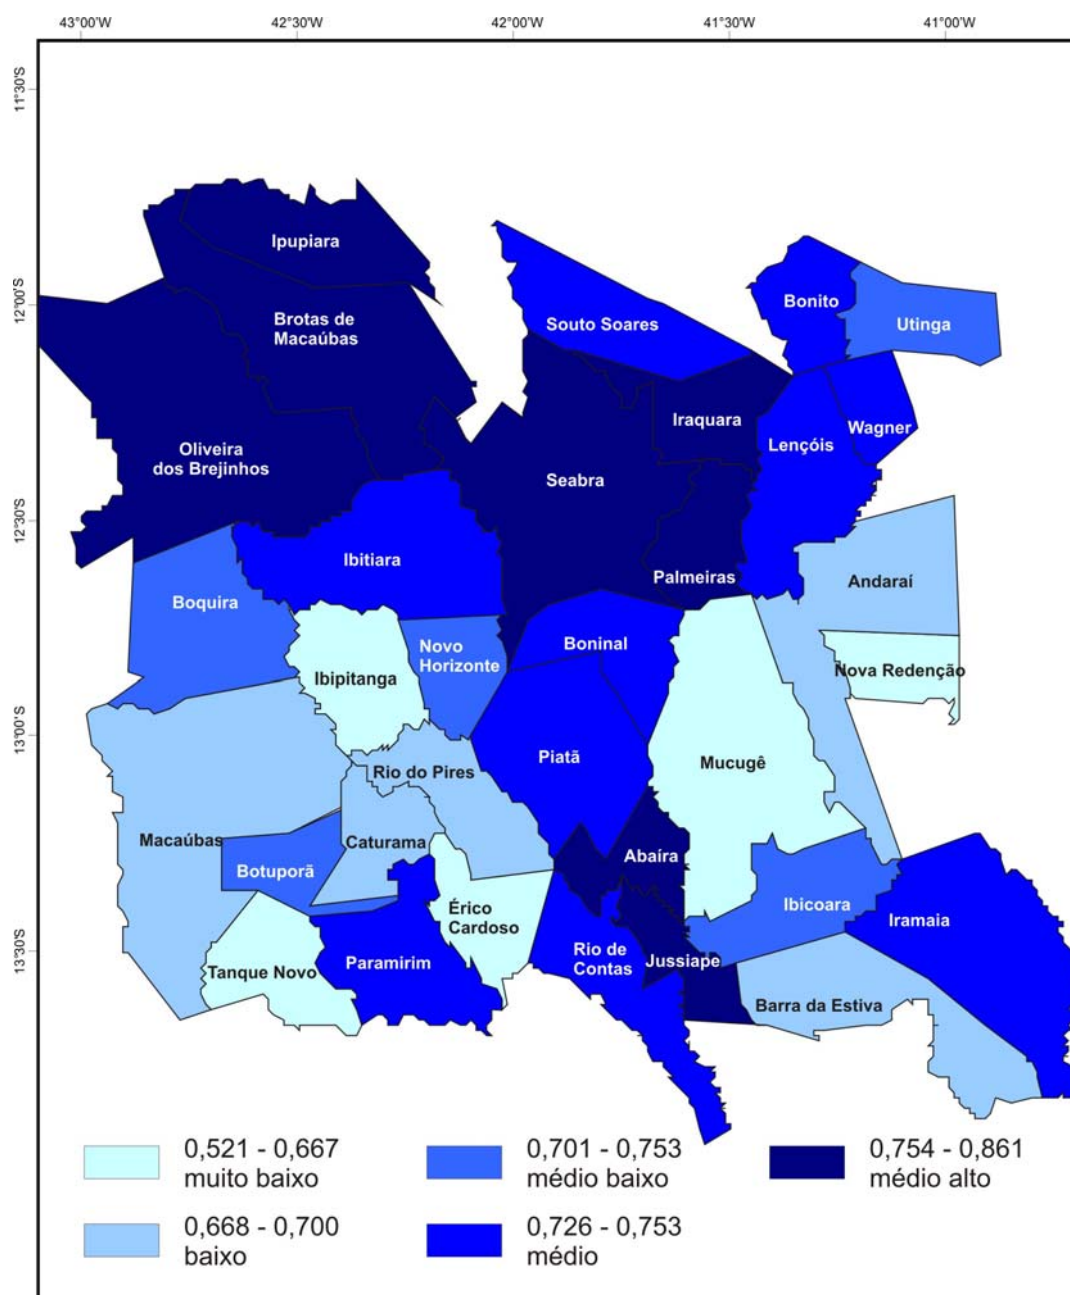 43°00'W 42°30'W 42°00'W 41°30'W 41°00'W
11°30'S
12°00'S
12°30'S
13°00'S
13°30'S
Ipupiara
Brotas de
Macaúbas
Souto Soares
Bonito
Utinga
Iraquara
Wagner
Lençóis
Oliveira
dos Brejinhos
Seabra
Ibitiara
Palmeiras
Andaraí
Boquira
Novo
Horizonte
Boninal
Nova Redenção
Ibipitanga
Piatã
Mucugê
Rio do Pires
Macaúbas
Caturama
Abaíra
Botuporã
Érico
Cardoso
Ibicoara
Iramaia
Tanque Novo
Paramirim
Rio de
Contas
Jussiape
Barra da Estiva
0,521 - 0,667
muito baixo
0,668 - 0,700
baixo
0,701 - 0,753
médio baixo
0,726 - 0,753
médio
0,754 - 0,861
médio alto